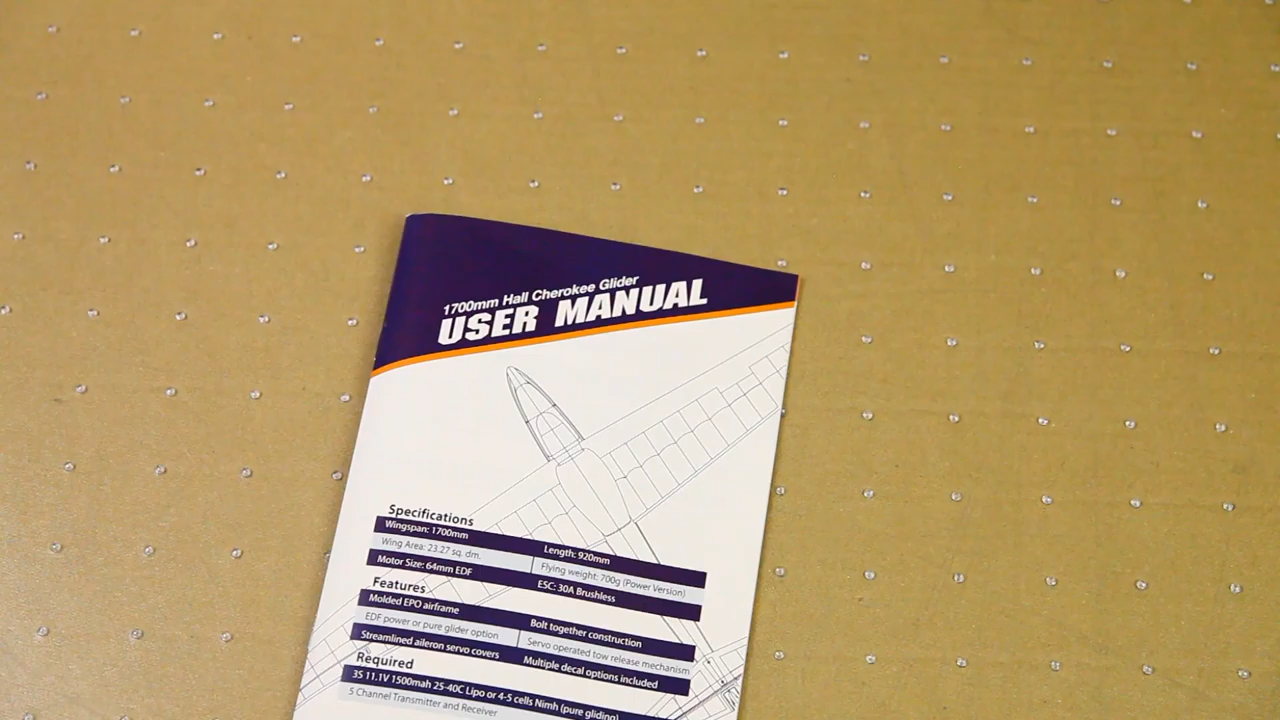 1700mm Hall Cherokee Glider
USER MANUAL
Specifications
Wingspan: 1700mm
Length: 920mm
Wing Area: 23.27 sq. dm.
Flying weight: 700g (Power Version)
Motor Size: 64mm EDF
ESC: 30A Brushless
Features
Molded EPO airframe
Bolt together construction
EDF power or pure glider option
Servo operated tow release mechanism
Streamlined aileron servo covers
Multiple decal options included
Required
3S 11.1V 1500mah 25-40C Lipo or 4-5 cells Nimh (pure gliding)
5 Channel Transmitter and Receiver